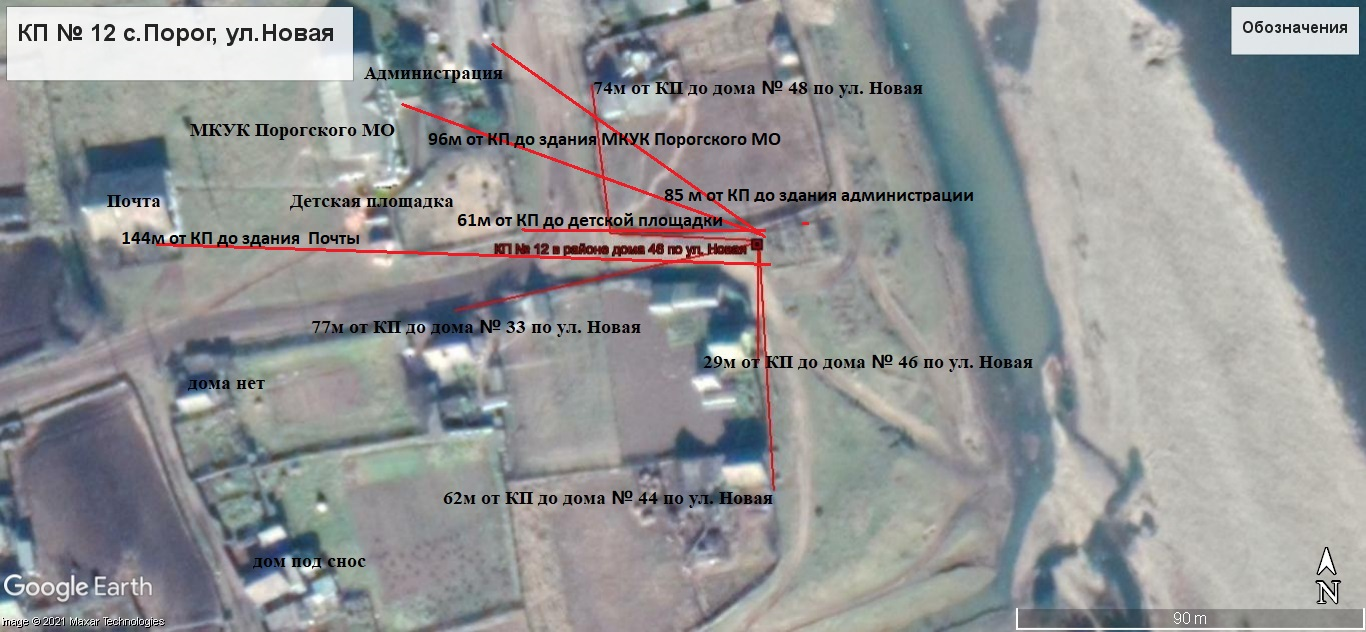 КП № 12 с.Порог, ул.Новая
Обозначения
Администрация
74м от КП до дома № 48 по ул. Новая
МКУК Порогского МО
96м от КП до здания МКУК Порогского МО
Почта
Детская площадка
85 м от КП до здания администрации
61м от КП до детской площадки
144м от КП до здания Почты
КП № 12 в районе дома 48 по ул, Новая
77м от КП до дома № 33 по ул. Новая
29м от КП до дома № 46 по ул. Новая
дома нет
62м от КП до дома № 44 по ул. Новая
дом под снос
Google Earth
N
90 m
mage © 2021 Maxar Technologies